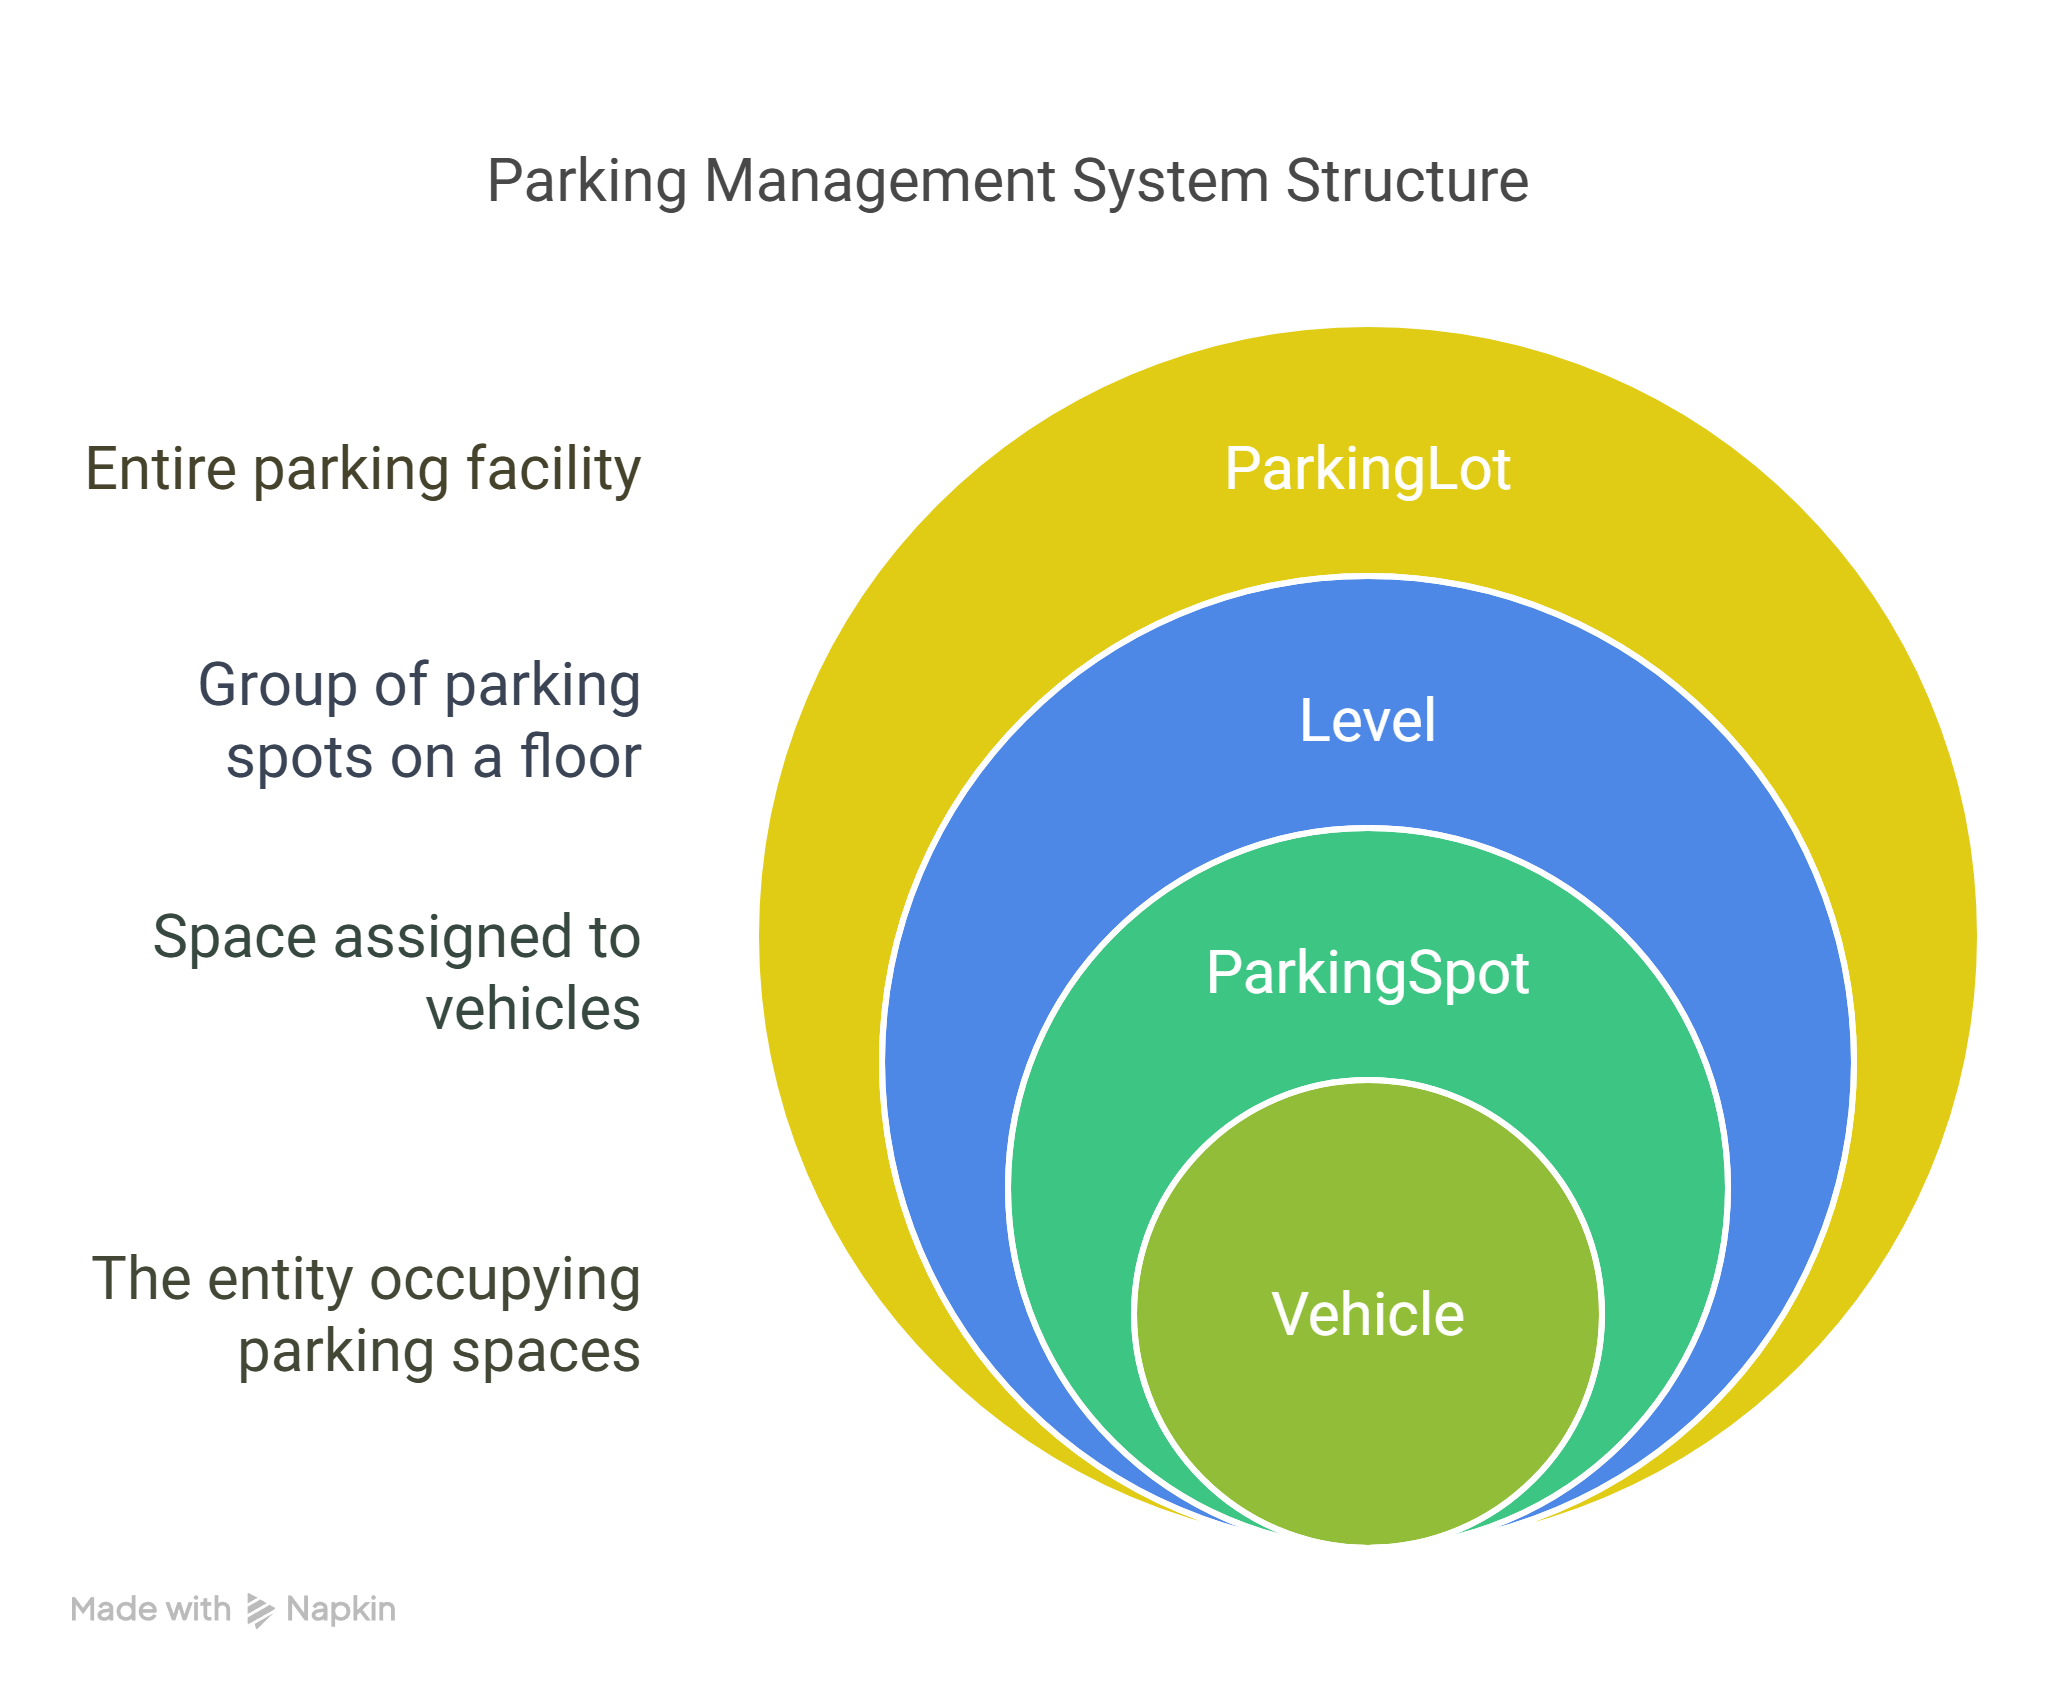 Parking Management System Structure
Entire parking facility
ParkingLot
Group of parking
spots on a floor
Level
Space assigned to
vehicles
ParkingSpot
The entity occupying
parking spaces
Vehicle
Made with Napkin